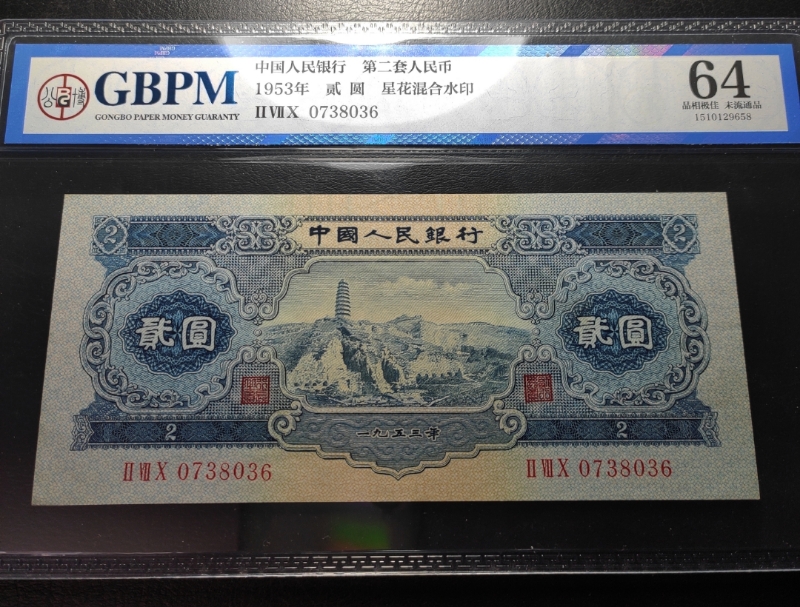 GBPM
GONGBO PAPER MONEY GUARANTY
中国人民银行 第二套人民币
1953年 贰 圆 星花混合水印
ⅡⅦX 0738036
64
品相极佳 未流通品
1510129658
中國人民銀行
2
2
貳圓
貳圓
2
一九五三年
2
ⅡⅦX 0738036
ⅡⅦX 0738036